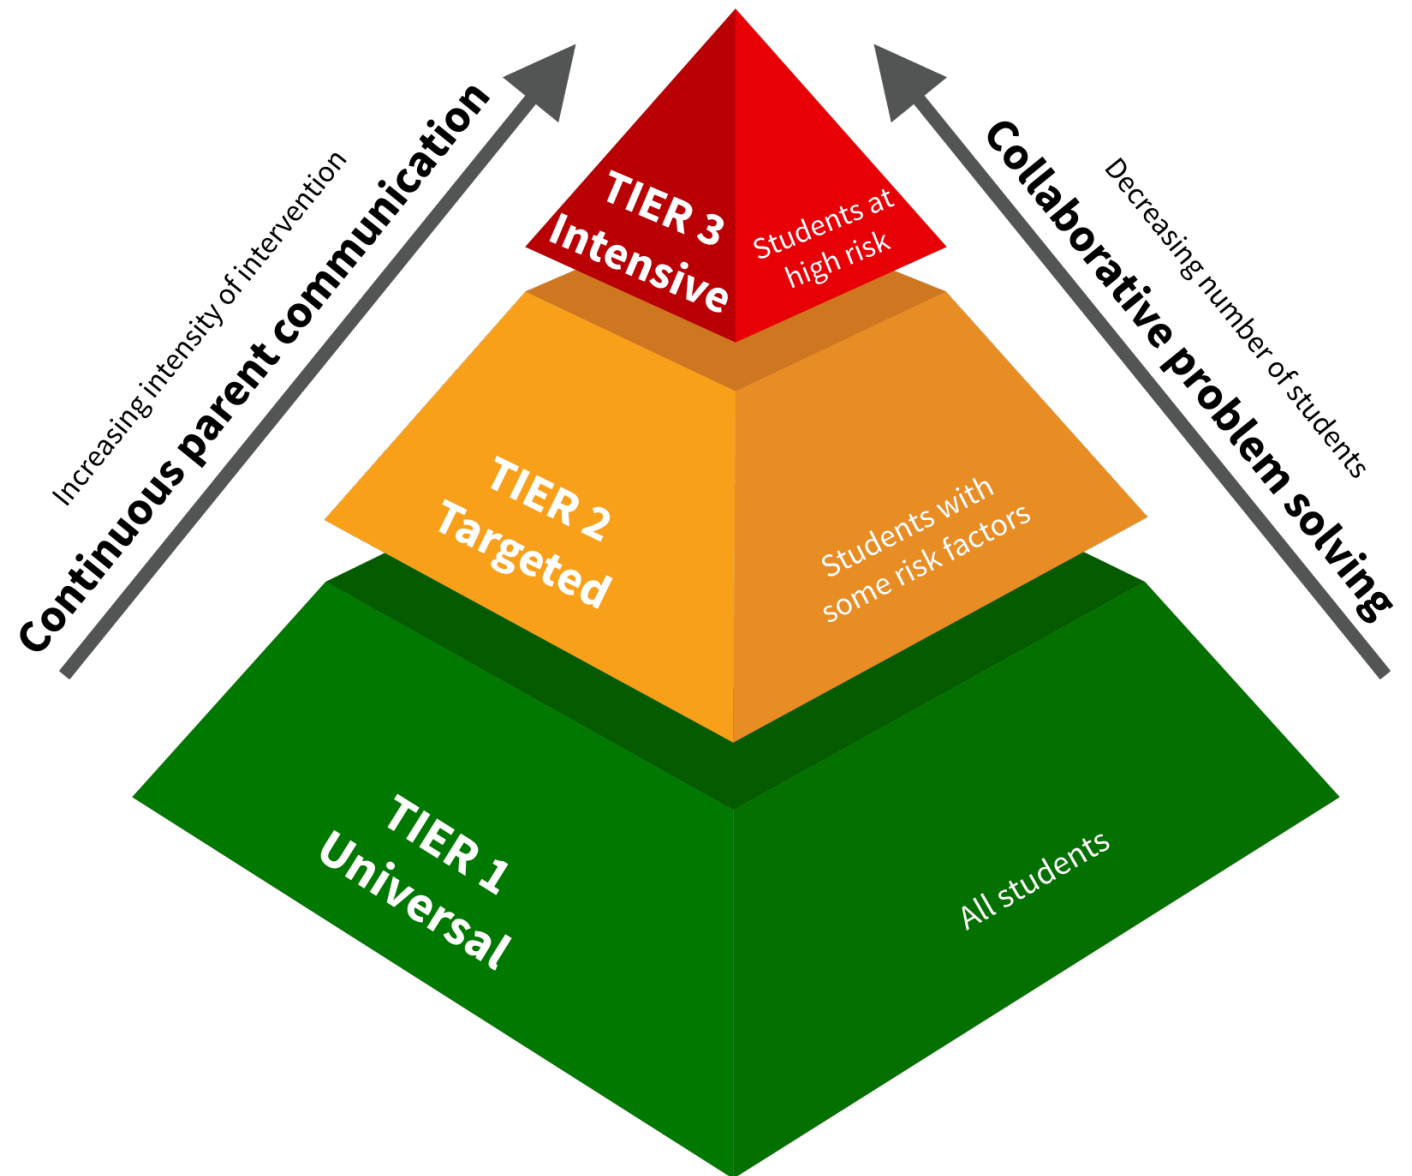 Increasing intensity of intervention
Continuous parent communication
Collaborative problem solving
Decreasing number of students
TIER 3
Intensive
Students at
high risk
TIER 2
Targeted
Students with
some risk factors
TIER 1
Universal
All students